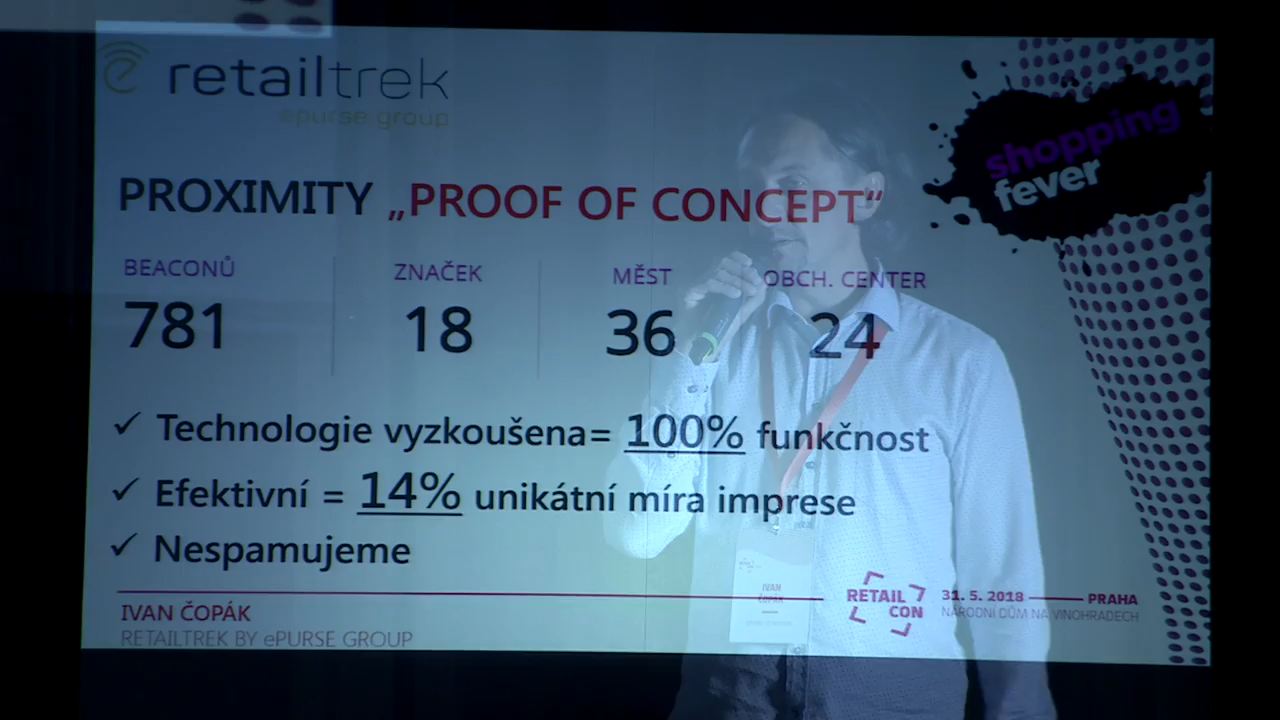 retailtrek
epurse group
shopping
fever
PROXIMITY „PROOF OF CONCEPT“
BEACONŮ
ZNAČEK
MĚST
OBCH. CENTER
781
18
36
24
✓ Technologie vyzkoušena= 100% funkčnost
✓ Efektivní = 14% unikátní míra imprese
✓ Nespamujeme
IVAN ČOPÁK
RETAILTREK BY ePURSE GROUP
RETAIL
CON
31. 5. 2018
PRAHA
NÁRODNÍ DŮM NA VINOHRADECH
IVAN
ČOPÁK